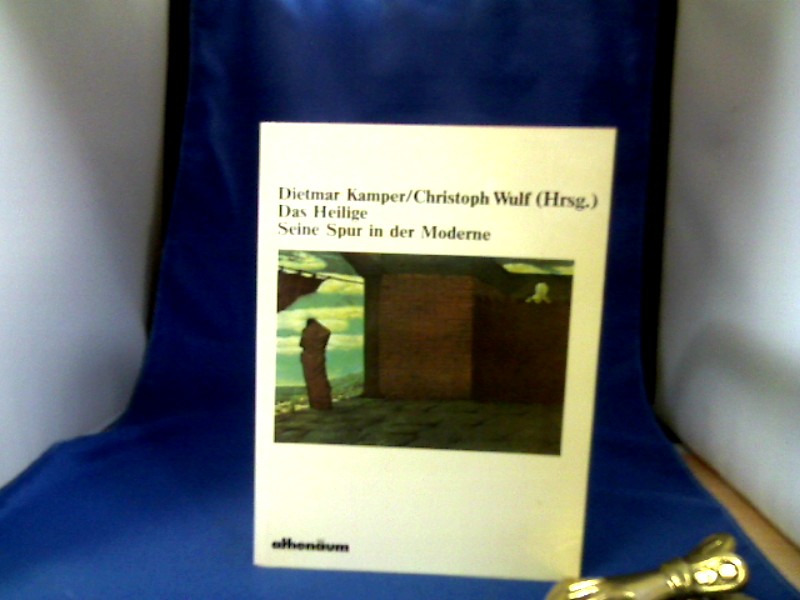 Dietmar Kamper/Christoph Wulf (Hrsg.)
Das Heilige
Seine Spur in der Moderne
athenäum